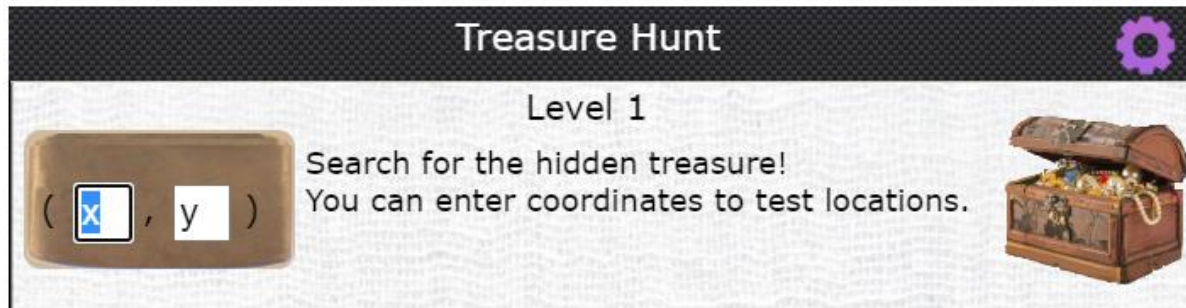 Treasure Hunt
Level 1
Search for the hidden treasure!
You can enter coordinates to test locations.
( x , y )